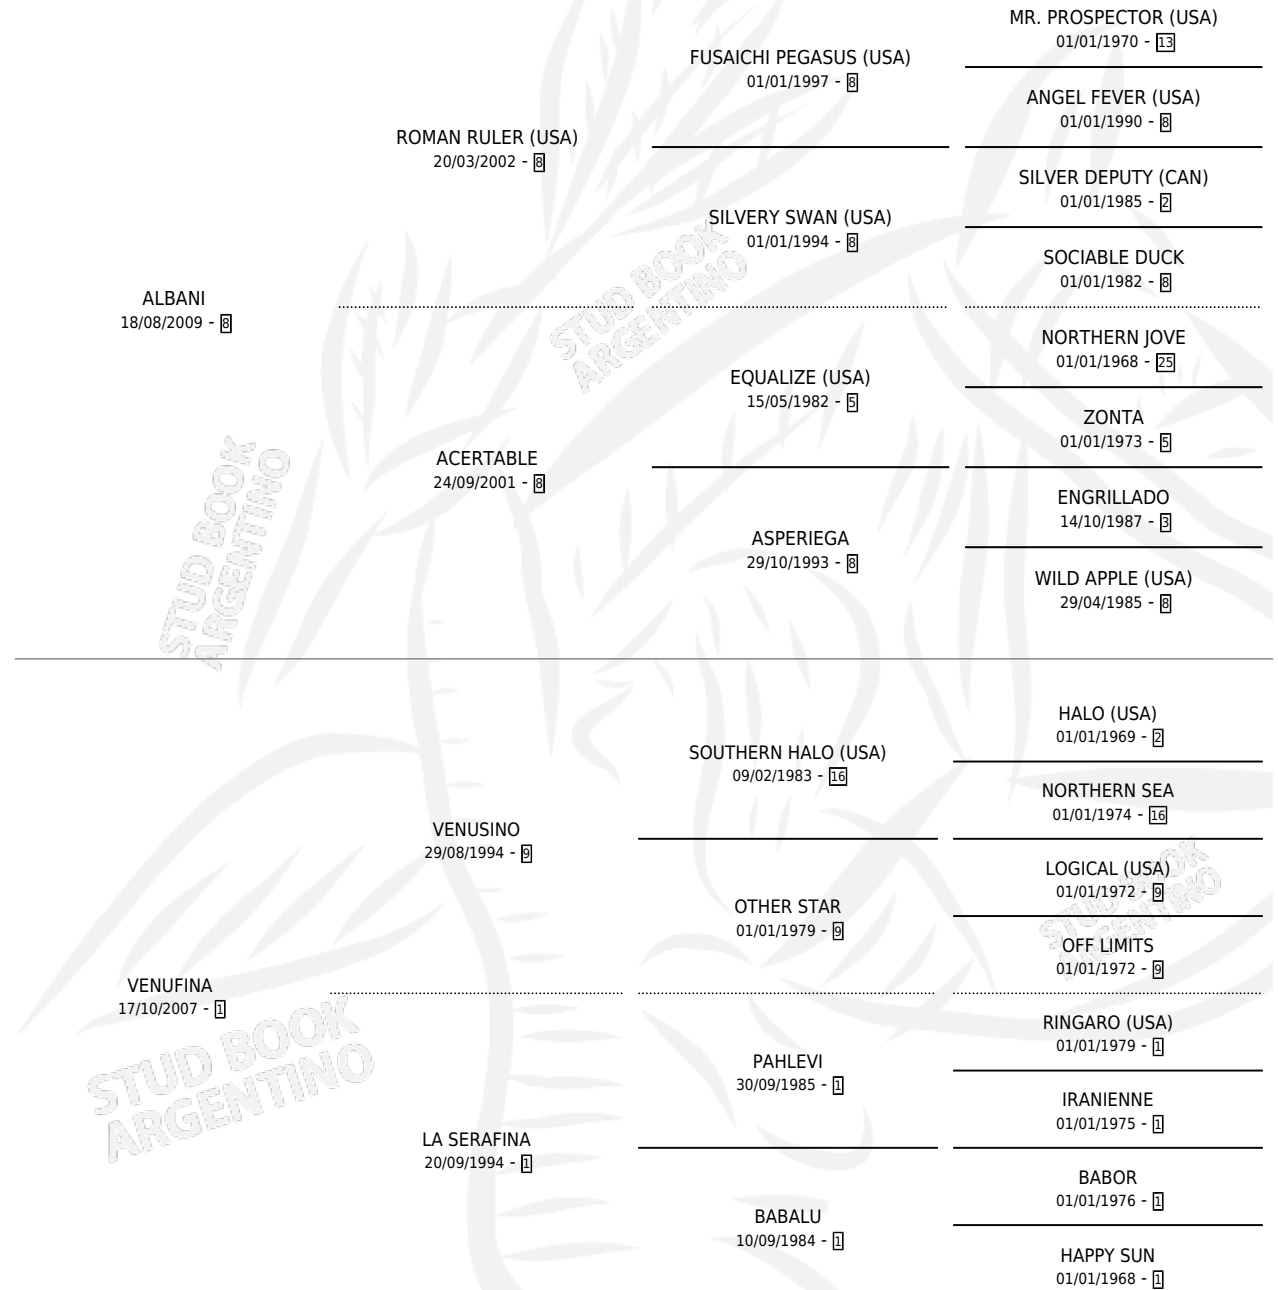 MR. PROSPECTOR (USA)
01/01/1970 - 13
FUSAICHI PEGASUS (USA)
01/01/1997 - 8
ANGEL FEVER (USA)
01/01/1990 - 8
ROMAN RULER (USA)
20/03/2002 - 8
SILVER DEPUTY (CAN)
01/01/1985 - 2
SILVERY SWAN (USA)
01/01/1994 - 8
SOCIABLE DUCK
01/01/1982 - 8
ALBANI
18/08/2009 - 8
NORTHERN JOVE
01/01/1968 - 25
EQUALIZE (USA)
15/05/1982 - 5
ZONTA
01/01/1973 - 5
ACERTABLE
24/09/2001 - 8
ENGRILLADO
14/10/1987 - 3
ASPERIEGA
29/10/1993 - 8
WILD APPLE (USA)
29/04/1985 - 8
HALO (USA)
01/01/1969 - 2
SOUTHERN HALO (USA)
09/02/1983 - 16
NORTHERN SEA
01/01/1974 - 16
VENUSINO
29/08/1994 - 9
LOGICAL (USA)
01/01/1972 - 9
OTHER STAR
01/01/1979 - 9
OFF LIMITS
01/01/1972 - 9
VENUFINA
17/10/2007 - 1
RINGARO (USA)
01/01/1979 - 1
PAHLEVI
30/09/1985 - 1
IRANIENNE
01/01/1975 - 1
LA SERAFINA
20/09/1994 - 1
BABOR
01/01/1976 - 1
BABALU
10/09/1984 - 1
HAPPY SUN
01/01/1968 - 1
STUD BOOK
ARGENTINO
STUD BOOK
ARGENTINO
STUD BOOK
ARGENTINO
STUD BOOK
ARGENTINO